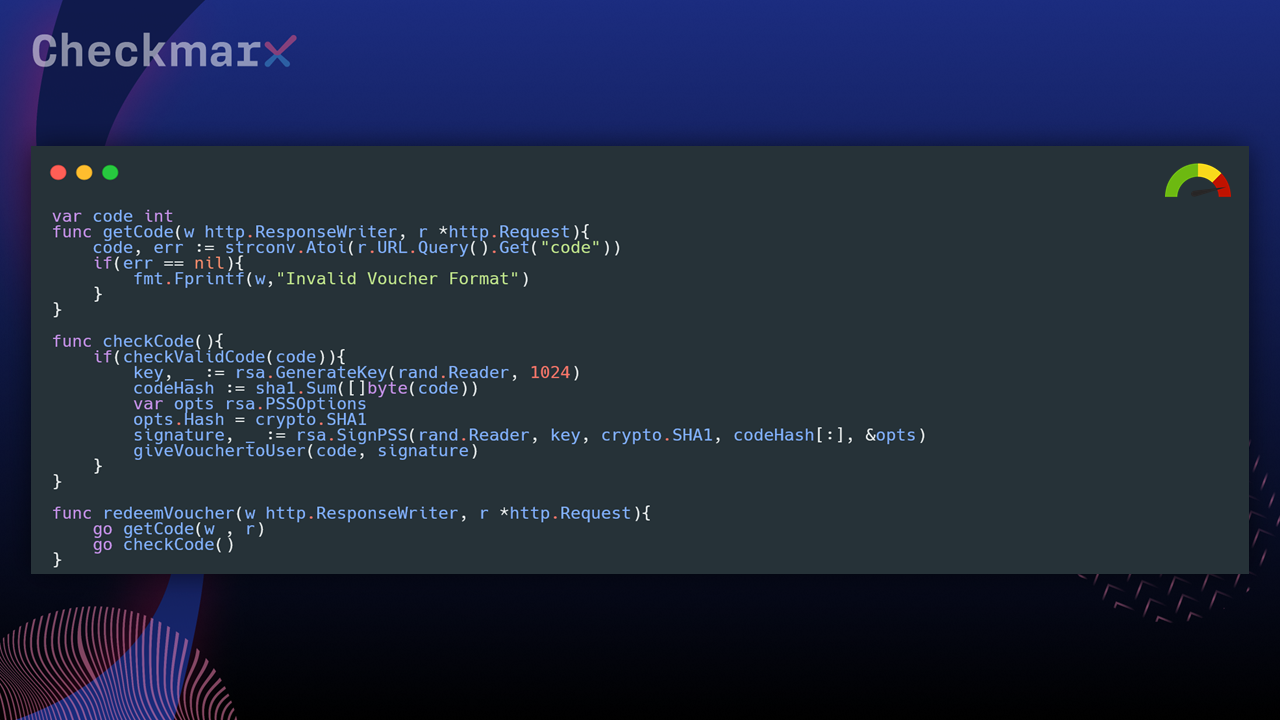 Checkmarx
var code int
func getCode(w http.ResponseWriter, r *http.Request){
    code, err := strconv.Atoi(r.URL.Query().Get("code"))
    if(err == nil){
        fmt.Fprintf(w,"Invalid Voucher Format")
    }
}
func checkCode(){
    if(checkValidCode(code)){
        key, _ := rsa.GenerateKey(rand.Reader, 1024)
        codeHash := sha1.Sum([]byte(code))
        var opts rsa.PSSOptions
        opts.Hash = crypto.SHA1
        signature, _ := rsa.SignPSS(rand.Reader, key, crypto.SHA1, codeHash[:], &opts)
        giveVouchertoUser(code, signature)
    }
}
func redeemVoucher(w http.ResponseWriter, r *http.Request){
    go getCode(w , r)
    go checkCode()
}